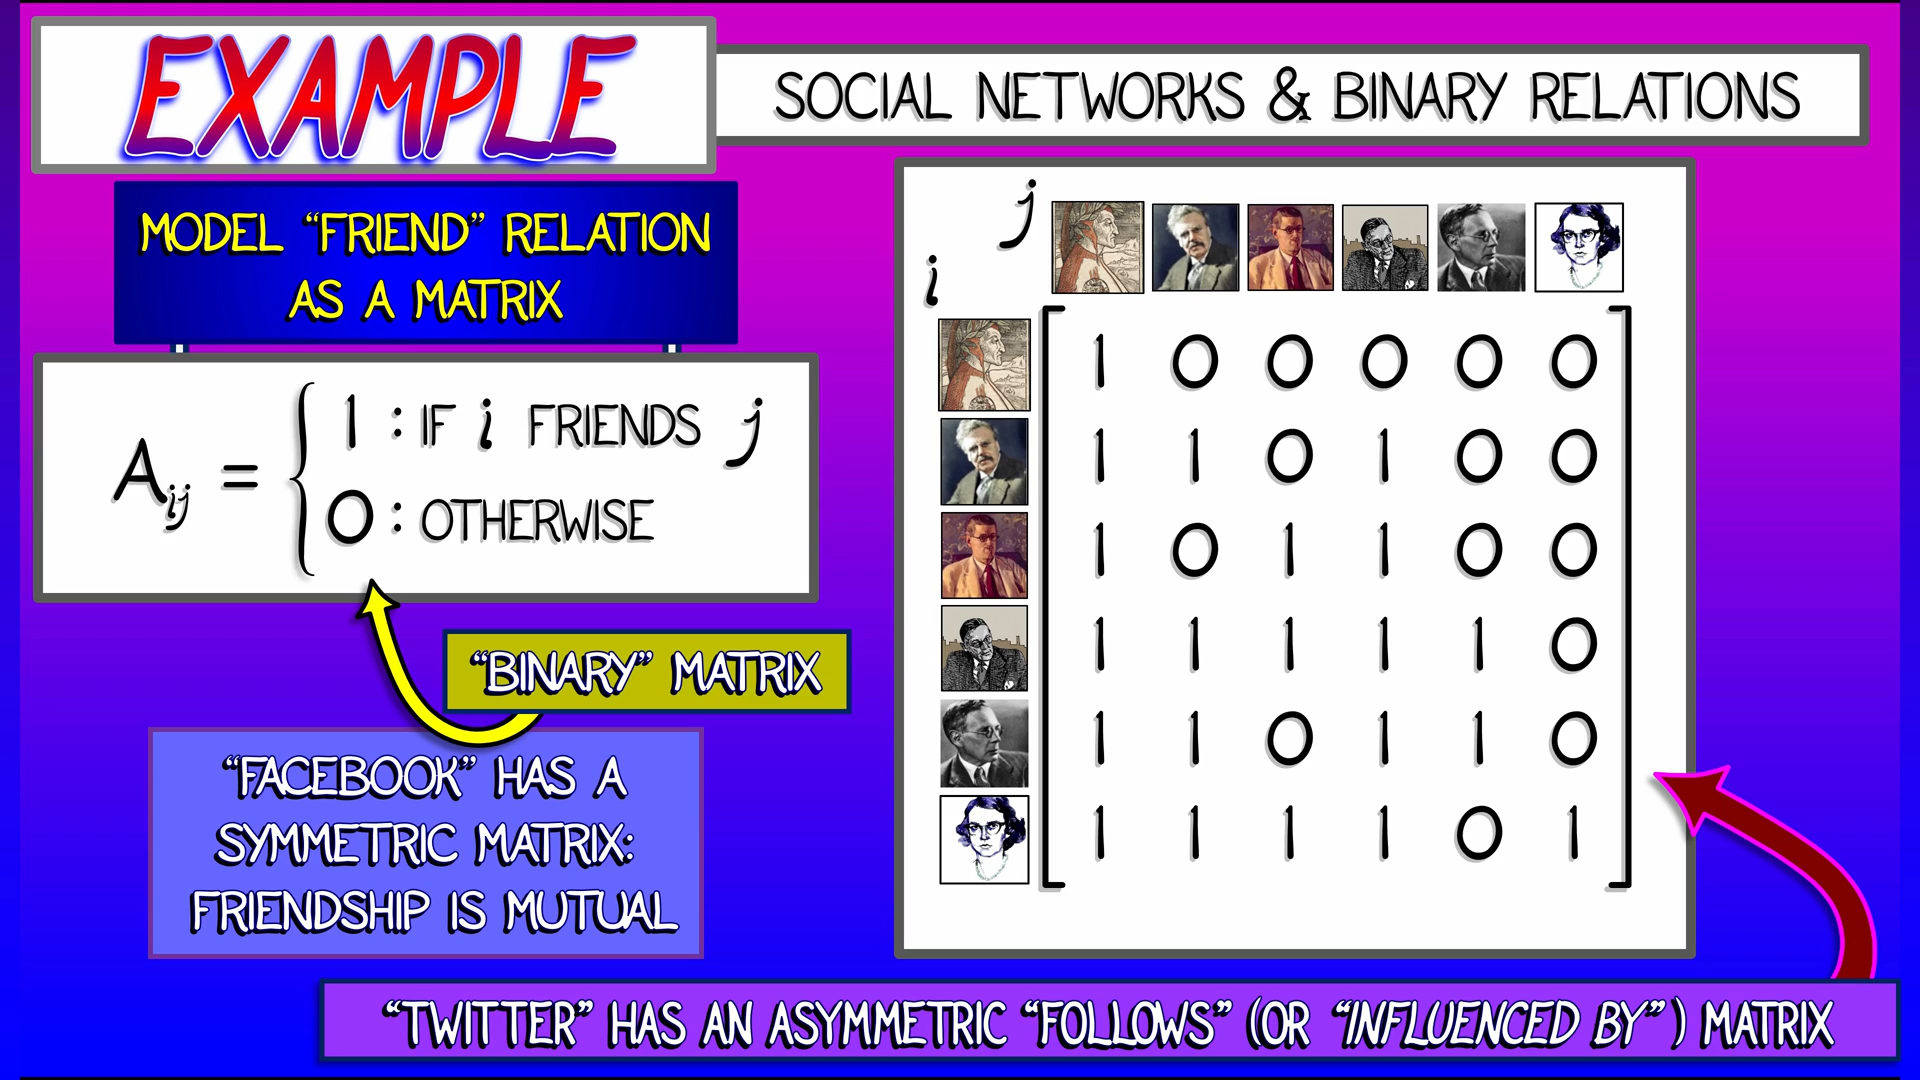 EXAMPLE
SOCIAL NETWORKS & BINARY RELATIONS
MODEL “FRIEND” RELATION
AS A MATRIX
A_ij = { 1 : IF i FRIENDS j
0 : OTHERWISE
“BINARY” MATRIX
“FACEBOOK” HAS A
SYMMETRIC MATRIX:
FRIENDSHIP IS MUTUAL
j
i
1 0 0 0 0 0
1 1 0 1 0 0
1 0 1 1 0 0
1 1 1 1 1 0
1 1 0 1 1 0
1 1 1 1 0 1
“TWITTER” HAS AN ASYMMETRIC “FOLLOWS” (OR “INFLUENCED BY”) MATRIX